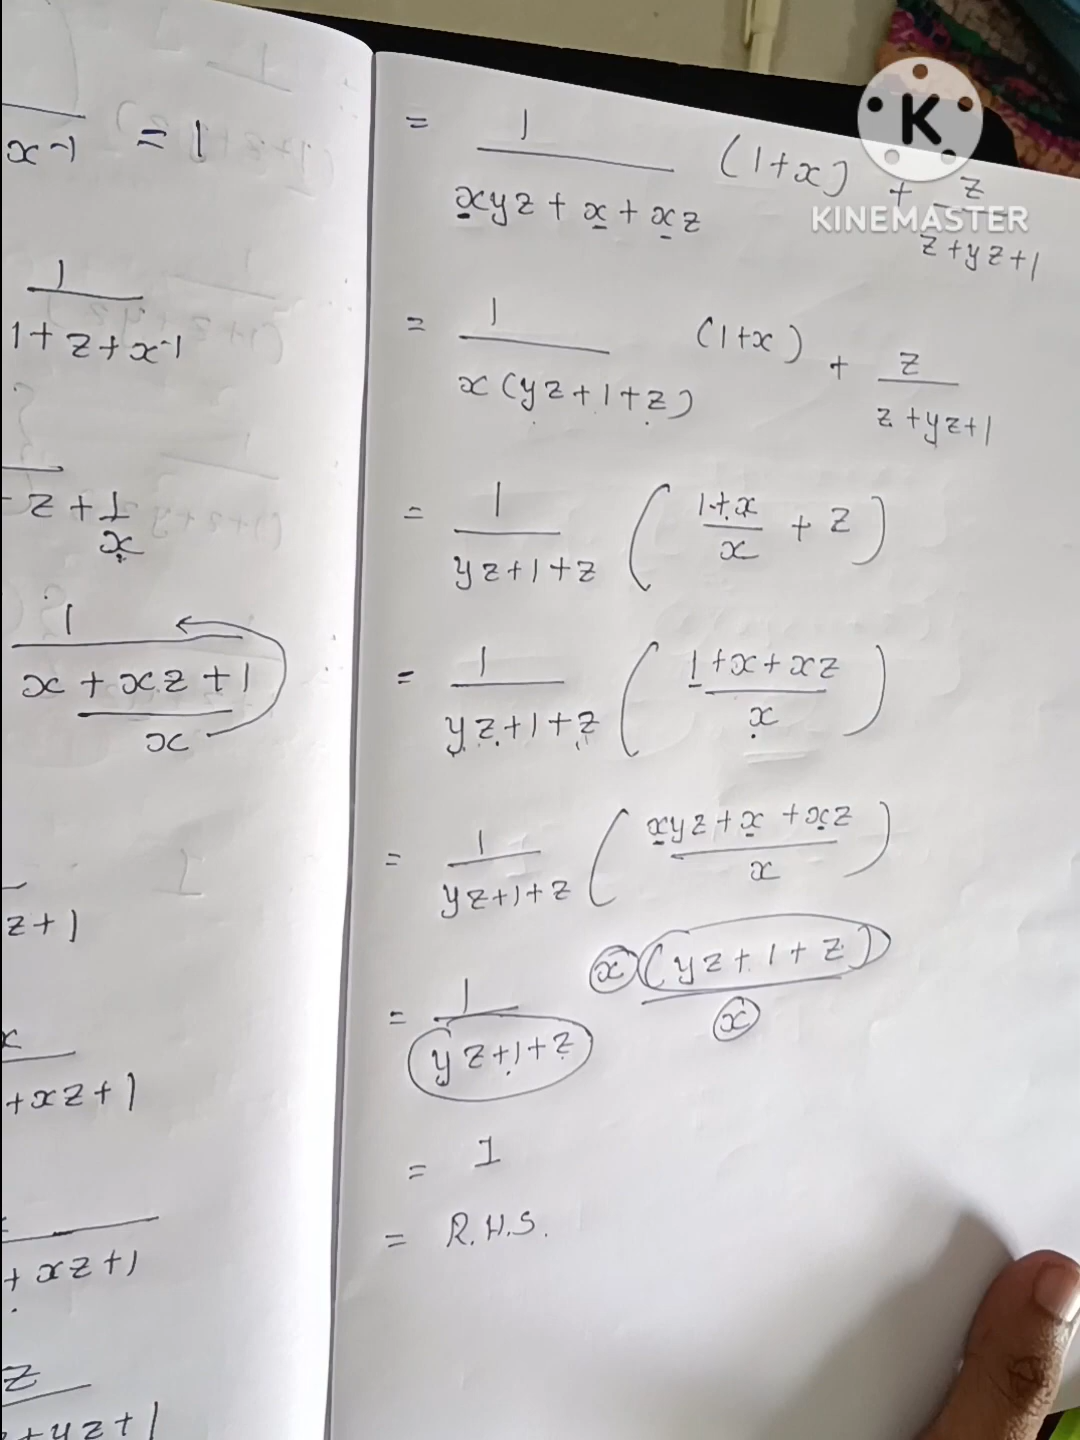 x-1 = 1
1
1 + z + x-1
z + 1/x
1
x + xz + 1
x
z + 1
x
+ xz + 1
+ xz + 1
z
+ yz + 1
= 1/(xyz + x + xz) (1+x) + z/(z+yz+1)
= 1/(x(yz+1+z)) (1+x) + z/(z+yz+1)
= 1/(yz+1+z) ((1+x)/x + z)
= 1/(yz+1+z) ((1+x+xz)/x)
= 1/(yz+1+z) ((xyz+x+xz)/x)
= 1/(yz+1+z) x(yz+1+z)/x
= 1
= R.H.S.
K
KINEMASTER